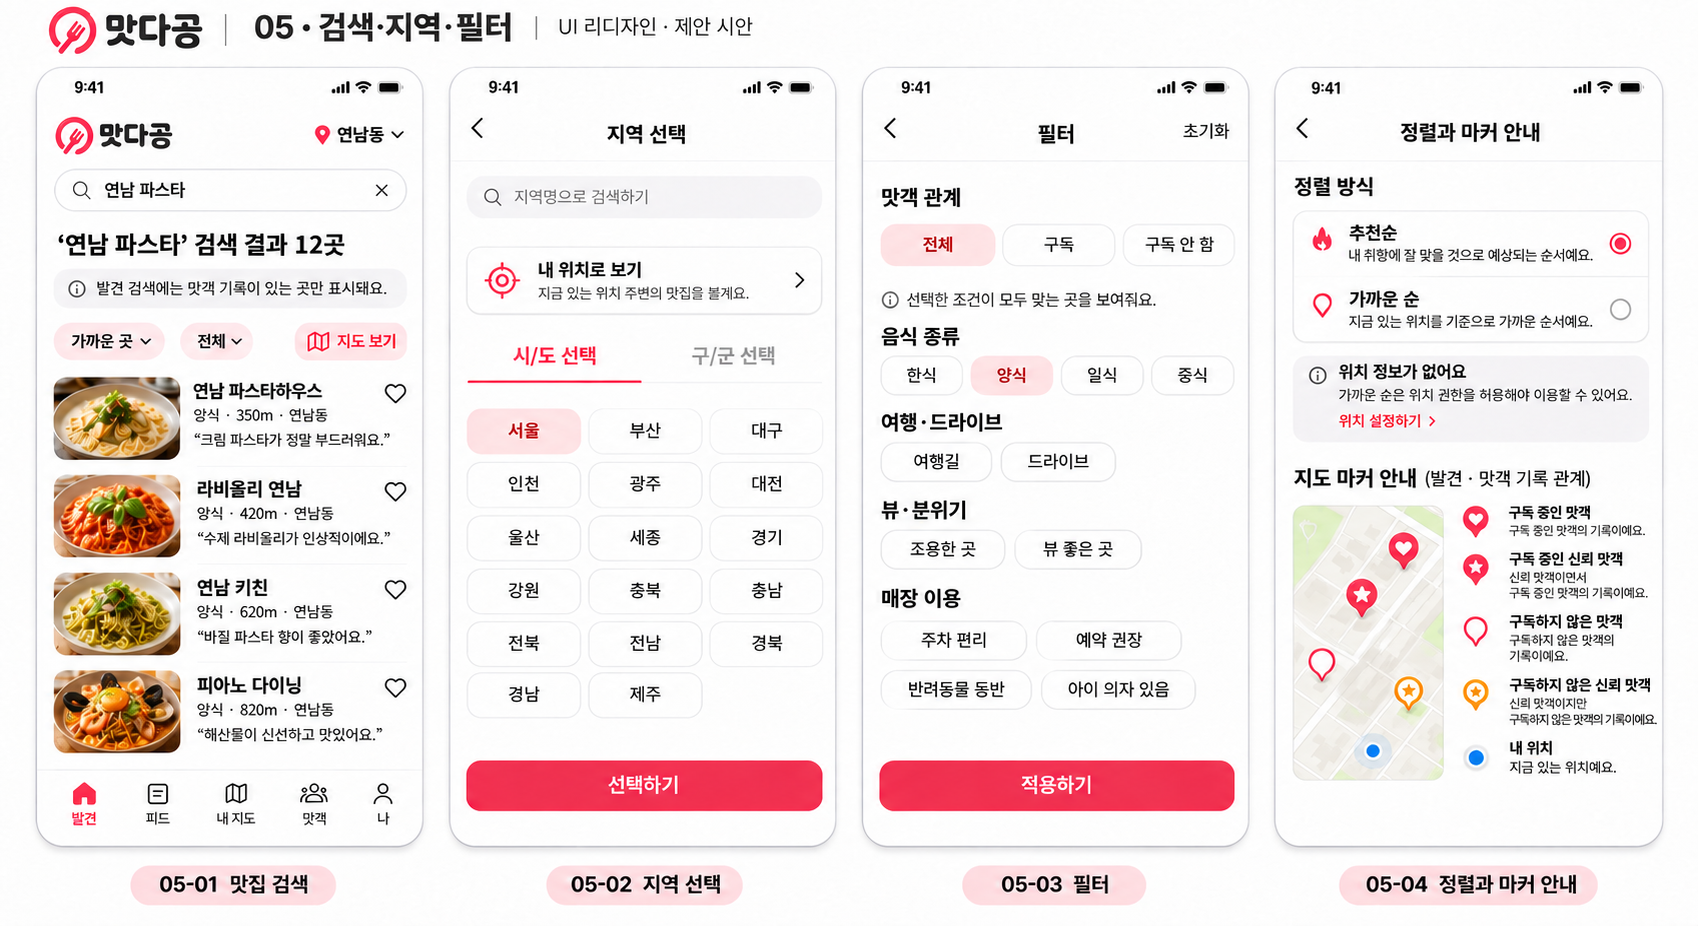 맛다공
05 · 검색·지역·필터
UI 리디자인 · 제안 시안
9:41
맛다공
연남동
연남 파스타
‘연남 파스타’ 검색 결과 12곳
발견 검색에는 맛객 기록이 있는 곳만 표시돼요.
가까운 곳
전체
지도 보기
연남 파스타하우스
양식 · 350m · 연남동
“크림 파스타가 정말 부드러워요.”
라비올리 연남
양식 · 420m · 연남동
“수제 라비올리가 인상적이에요.”
연남 키친
양식 · 620m · 연남동
“바질 파스타 향이 좋았어요.”
피아노 다이닝
양식 · 820m · 연남동
“해산물이 신선하고 맛있어요.”
발견
피드
내 지도
맛객
나
05-01 맛집 검색
9:41
지역 선택
지역명으로 검색하기
내 위치로 보기
지금 있는 위치 주변의 맛집을 볼게요.
시/도 선택
구/군 선택
서울
부산
대구
인천
광주
대전
울산
세종
경기
강원
충북
충남
전북
전남
경북
경남
제주
선택하기
05-02 지역 선택
9:41
필터
초기화
맛객 관계
전체
구독
구독 안 함
선택한 조건이 모두 맞는 곳을 보여줘요.
음식 종류
한식
양식
일식
중식
여행·드라이브
여행길
드라이브
뷰·분위기
조용한 곳
뷰 좋은 곳
매장 이용
주차 편리
예약 권장
반려동물 동반
아이 의자 있음
적용하기
05-03 필터
9:41
정렬과 마커 안내
정렬 방식
추천순
내 취향에 잘 맞을 것으로 예상되는 순서예요.
가까운 순
지금 있는 위치를 기준으로 가까운 순서예요.
위치 정보가 없어요
가까운 순은 위치 권한을 허용해야 이용할 수 있어요.
위치 설정하기
지도 마커 안내 (발견 · 맛객 기록 관계)
구독 중인 맛객
구독 중인 맛객의 기록이예요.
구독 중인 신뢰 맛객
신뢰 맛객이면서
구독 중인 맛객의 기록이예요.
구독하지 않은 맛객
구독하지 않은 맛객의
기록이예요.
구독하지 않은 신뢰 맛객
신뢰 맛객이지만
구독하지 않은 맛객의 기록이에요.
내 위치
지금 있는 위치예요.
05-04 정렬과 마커 안내